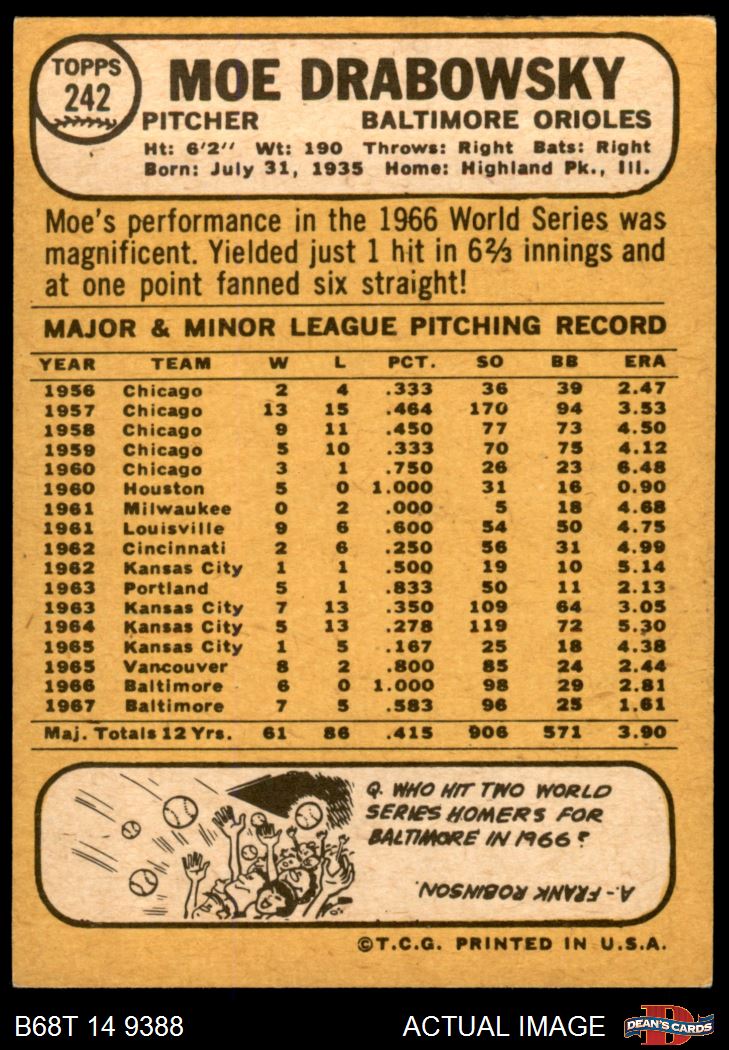 TOPPS
242
MOE DRABOWSKY
PITCHER BALTIMORE ORIOLES
Ht: 6'2'' Wt: 190 Throws: Right Bats: Right
Born: July 31, 1935 Home: Highland Pk., Ill.
Moe's performance in the 1966 World Series was
magnificent. Yielded just 1 hit in 6⅔ innings and
at one point fanned six straight!
MAJOR & MINOR LEAGUE PITCHING RECORD
YEAR TEAM W L PCT. SO BB ERA
1956 Chicago 2 4 .333 36 39 2.47
1957 Chicago 13 15 .464 170 94 3.53
1958 Chicago 9 11 .450 77 73 4.50
1959 Chicago 5 10 .333 70 75 4.12
1960 Chicago 3 1 .750 26 23 6.48
1960 Houston 5 0 1.000 31 16 0.90
1961 Milwaukee 0 2 .000 5 18 4.68
1961 Louisville 9 6 .600 54 50 4.75
1962 Cincinnati 2 6 .250 56 31 4.99
1962 Kansas City 1 1 .500 19 10 5.14
1963 Portland 5 1 .833 50 11 2.13
1963 Kansas City 7 13 .350 109 64 3.05
1964 Kansas City 5 13 .278 119 72 5.30
1965 Kansas City 1 5 .167 25 18 4.38
1965 Vancouver 8 2 .800 85 24 2.44
1966 Baltimore 6 0 1.000 98 29 2.81
1967 Baltimore 7 5 .583 96 25 1.61
Maj. Totals 12 Yrs. 61 86 .415 906 571 3.90
Q. WHO HIT TWO WORLD
SERIES HOMERS FOR
BALTIMORE IN 1966?
A.- FRANK ROBINSON.
©T.C.G. PRINTED IN U.S.A.
B68T 14 9388 ACTUAL IMAGE
DEAN'S CARDS